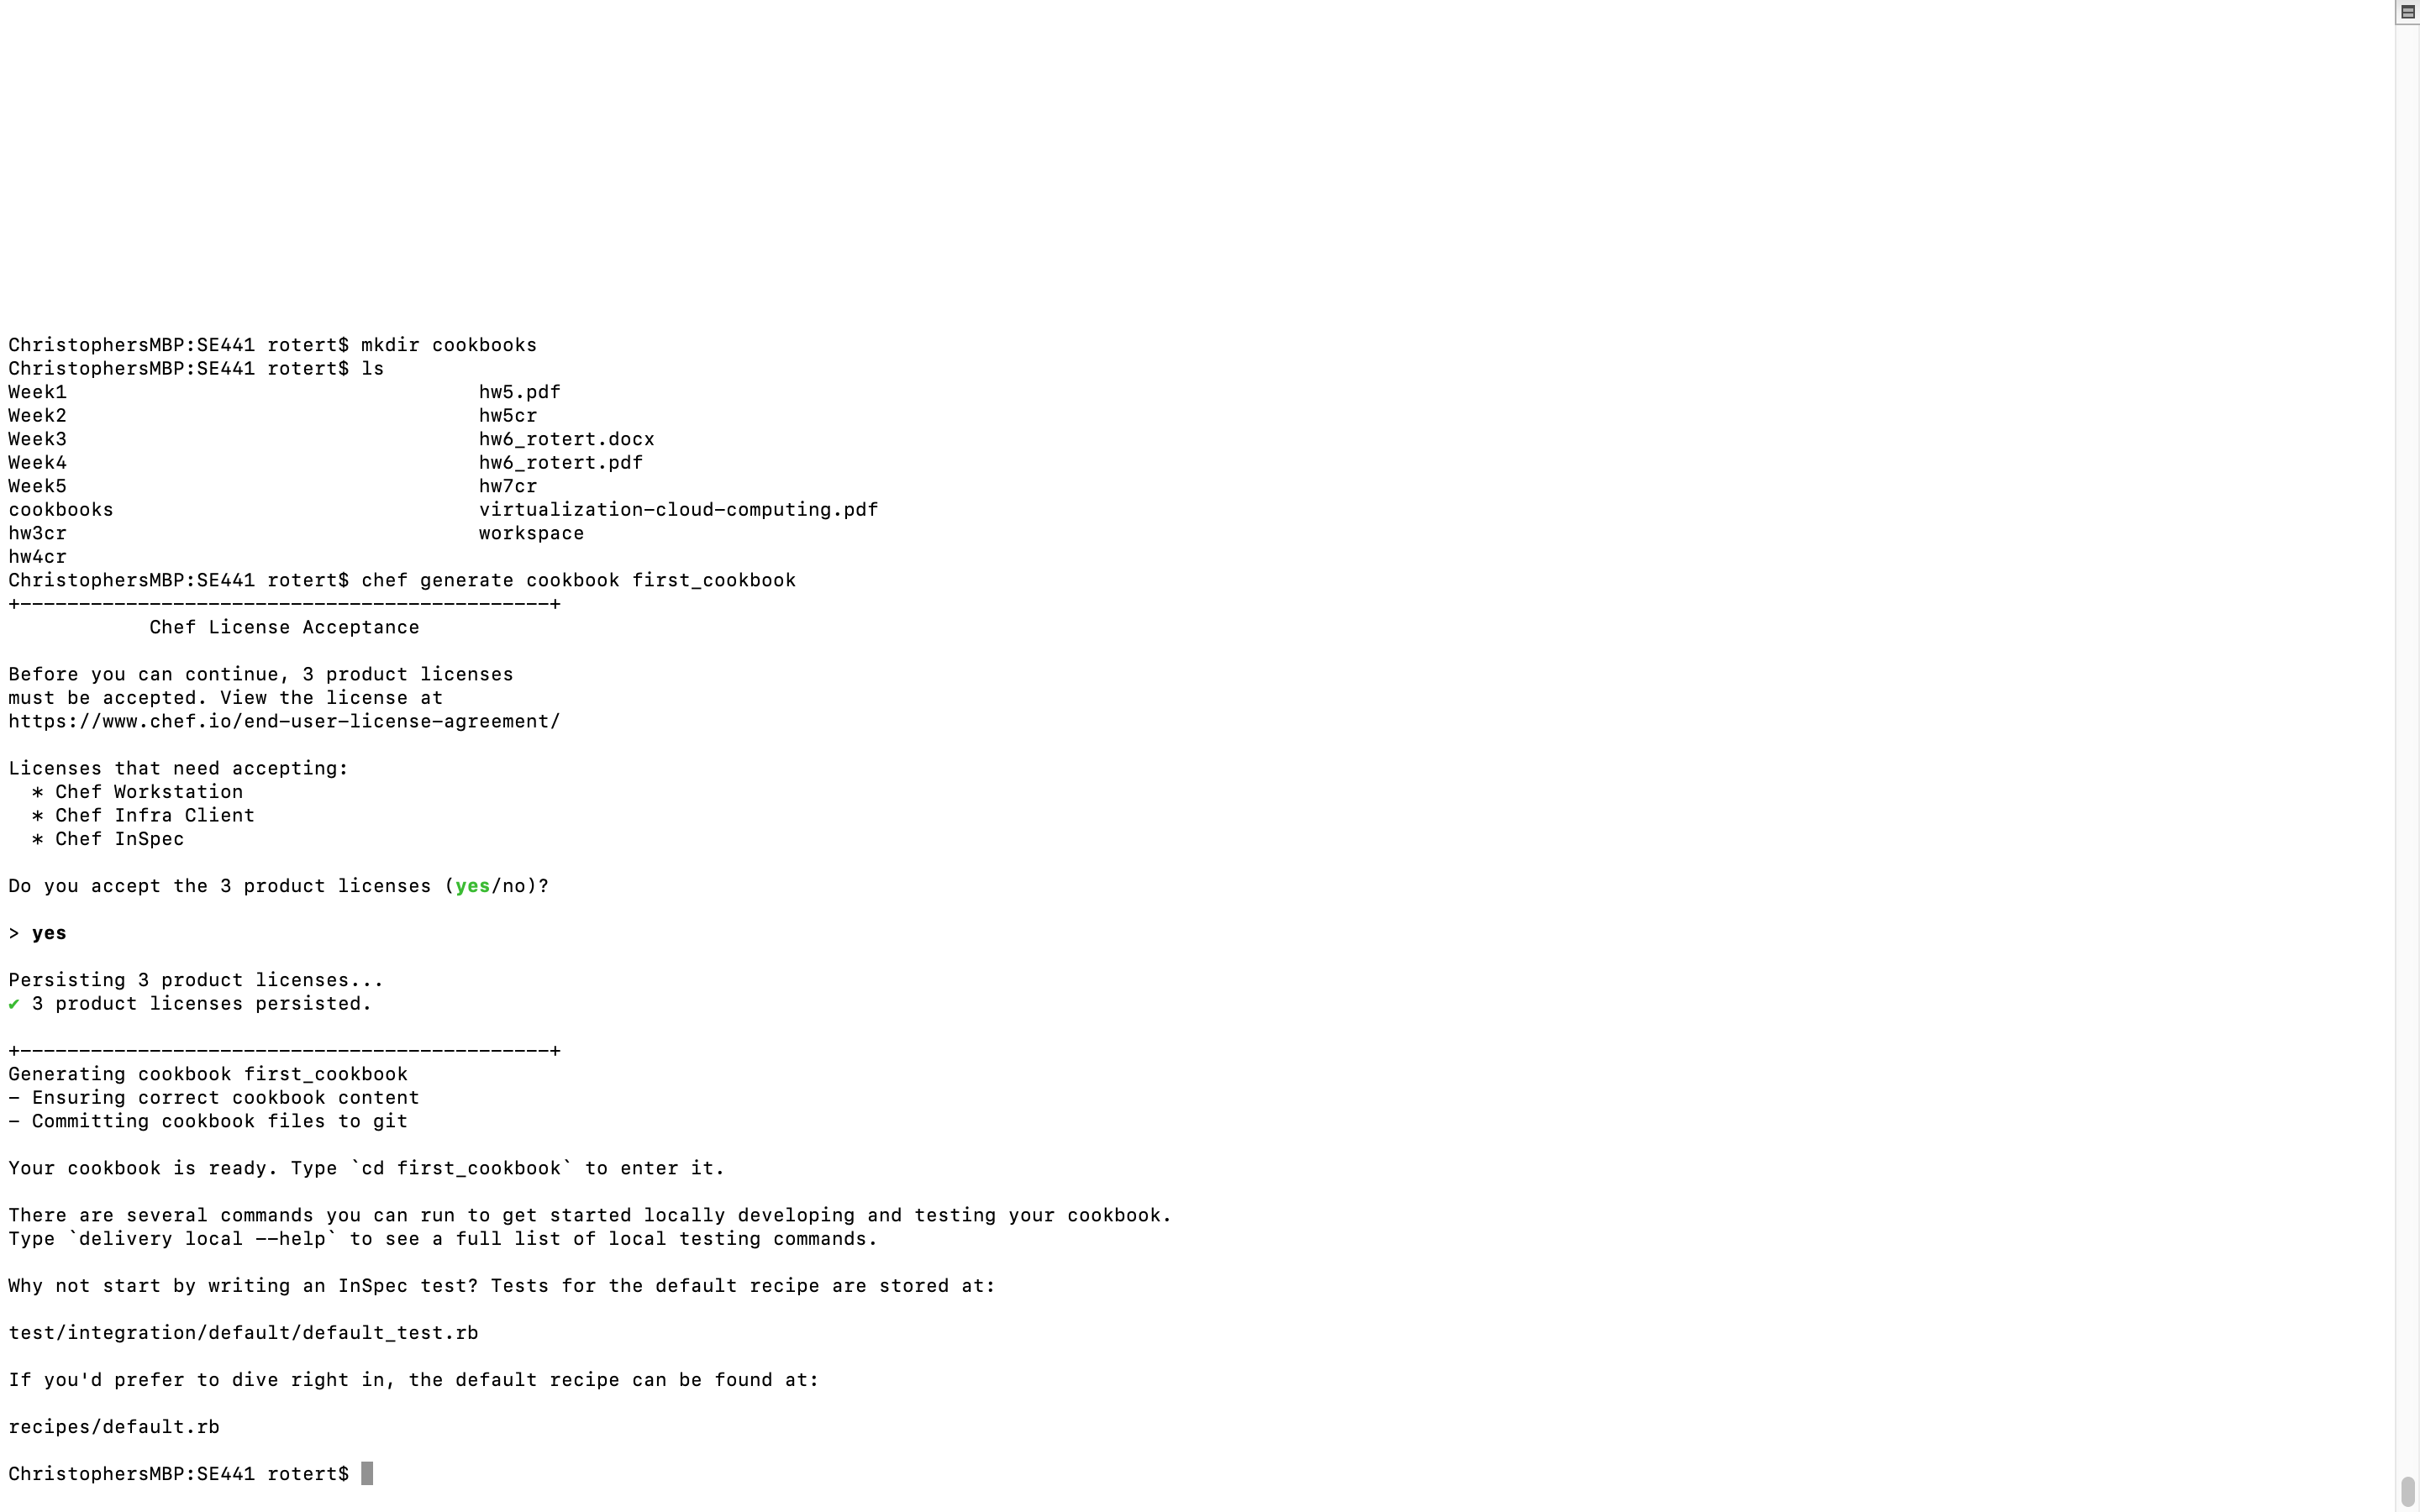 ChristophersMBP:SE441 rotert$ mkdir cookbooks
ChristophersMBP:SE441 rotert$ ls
Week1 hw5.pdf
Week2 hw5cr
Week3 hw6_rotert.docx
Week4 hw6_rotert.pdf
Week5 hw7cr
cookbooks virtualization-cloud-computing.pdf
hw3cr workspace
hw4cr
ChristophersMBP:SE441 rotert$ chef generate cookbook first_cookbook
+---------------------------------------------+
Chef License Acceptance
Before you can continue, 3 product licenses
must be accepted. View the license at
https://www.chef.io/end-user-license-agreement/
Licenses that need accepting:
* Chef Workstation
* Chef Infra Client
* Chef InSpec
Do you accept the 3 product licenses (yes/no)?
> yes
Persisting 3 product licenses...
✔ 3 product licenses persisted.
+---------------------------------------------+
Generating cookbook first_cookbook
- Ensuring correct cookbook content
- Committing cookbook files to git
Your cookbook is ready. Type `cd first_cookbook` to enter it.
There are several commands you can run to get started locally developing and testing your cookbook.
Type `delivery local --help` to see a full list of local testing commands.
Why not start by writing an InSpec test? Tests for the default recipe are stored at:
test/integration/default/default_test.rb
If you'd prefer to dive right in, the default recipe can be found at:
recipes/default.rb
ChristophersMBP:SE441 rotert$